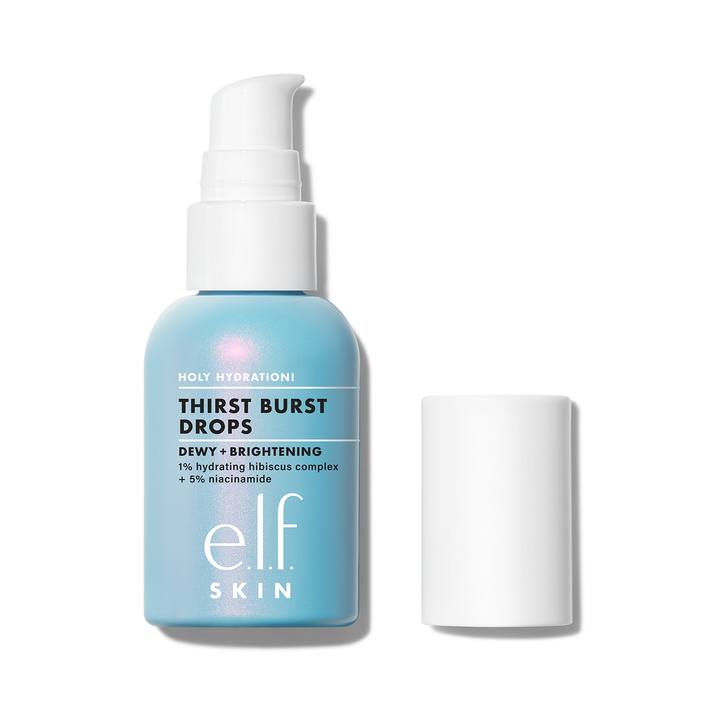 HOLY HYDRATION!
THIRST BURST
DROPS
DEWY + BRIGHTENING
1% hydrating hibiscus complex
+ 5% niacinamide
e.l.f.
SKIN